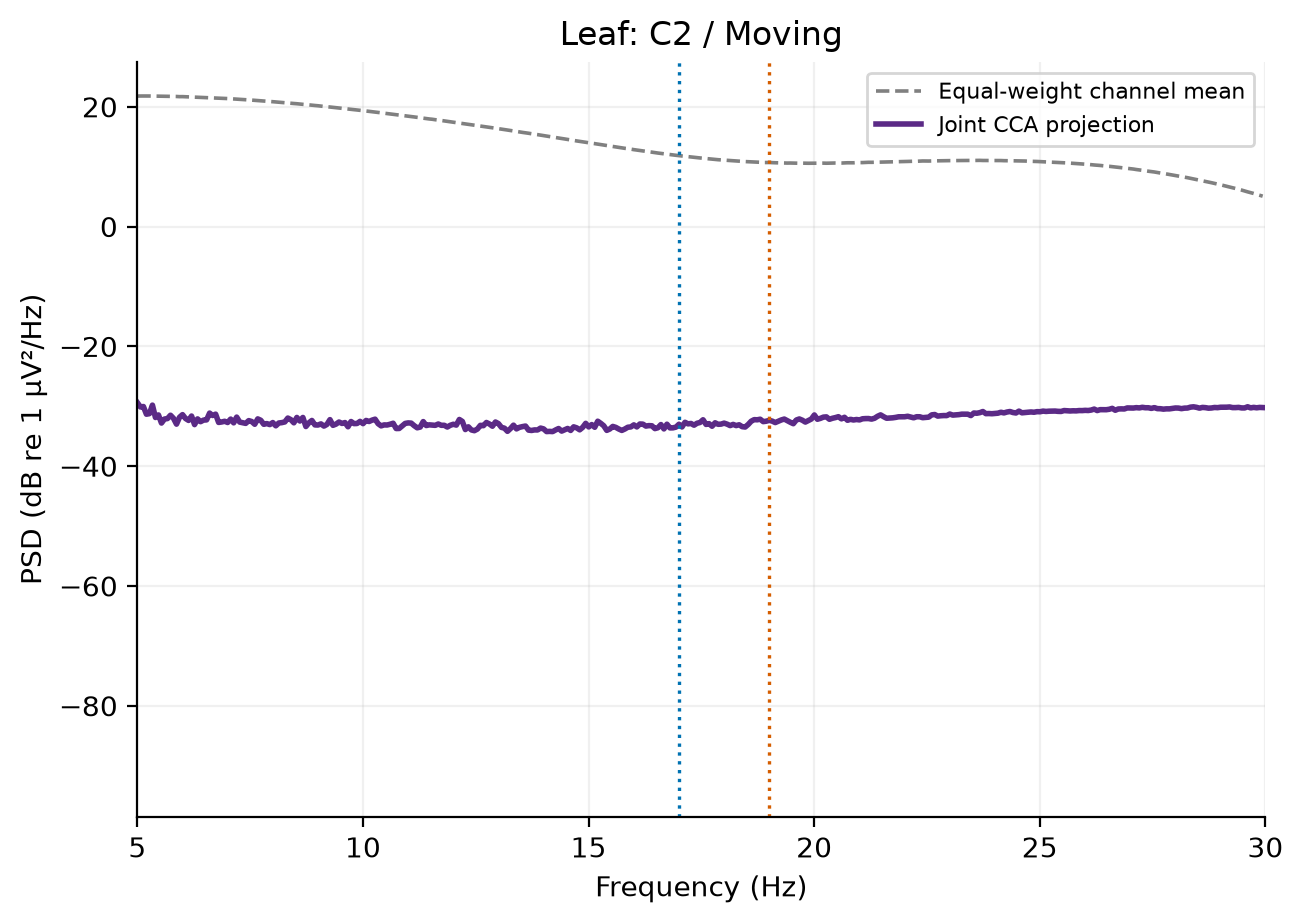 Leaf: C2 / Moving
Equal-weight channel mean
Joint CCA projection
PSD (dB re 1 µV²/Hz)
20
0
−20
−40
−60
−80
5
10
15
20
25
30
Frequency (Hz)